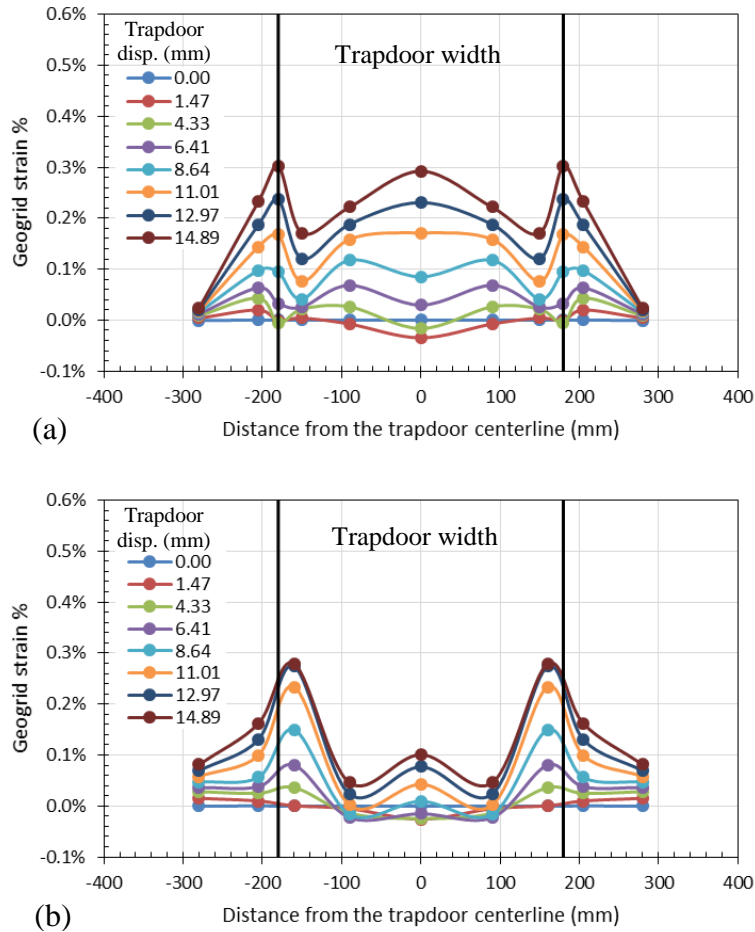 0.6%
Trapdoor
disp. (mm)
Trapdoor width
0.00
0.5%
1.47
4.33
0.4%
6.41
8.64
0.3%
11.01
12.97
0.2%
14.89
0.1%
0.0%
-0.1%
Geogrid strain %
-400 -300 -200 -100 0 100 200 300 400
(a) Distance from the trapdoor centerline (mm)
0.6%
Trapdoor
disp. (mm)
Trapdoor width
0.00
0.5%
1.47
4.33
0.4%
6.41
8.64
0.3%
11.01
12.97
0.2%
14.89
0.1%
0.0%
-0.1%
Geogrid strain %
-400 -300 -200 -100 0 100 200 300 400
(b) Distance from the trapdoor centerline (mm)